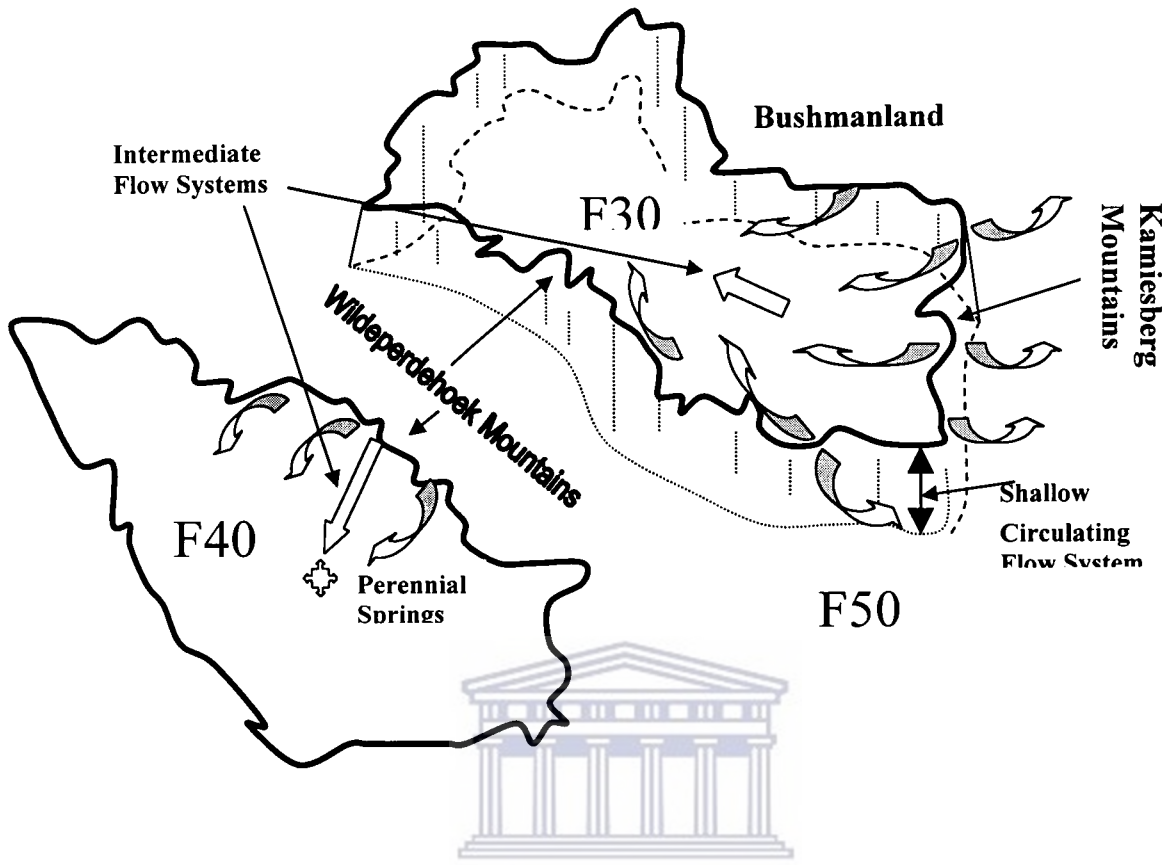 Bushmanland
Intermediate
Flow Systems
F30
Kamiesberg
Mountains
Wildeperdehoek Mountains
F40
Perennial
Springs
Shallow
Circulating
Flow System
F50